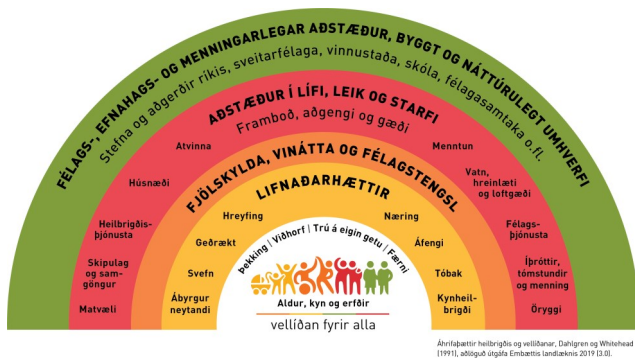 FÉLAGS-, EFNAHAGS- OG MENNINGARLEGAR AÐSTÆÐUR, BYGGT OG NÁTTÚRULEGT UMHVERFI
Stefna og aðgerðir ríkis, sveitarfélaga, vinnustaða, skóla, félagasamtaka o.fl.
AÐSTÆÐUR Í LÍFI, LEIK OG STARFI
Framboð, aðgengi og gæði
Atvinna
Húsnæði
Heilbrigðis-
þjónusta
Skipulag
og sam-
göngur
Matvæli
Menntun
Vatn,
hreinlæti
og loftgæði
Félags-
þjónusta
Íþróttir,
tómstundir
og menning
Öryggi
FJÖLSKYLDA, VINÁTTA OG FÉLAGSTENGSL
LIFNAÐARHÆTTIR
Hreyfing
Geðrækt
Svefn
Ábyrgur
neytandi
Næring
Áfengi
Tóbak
Kynheil-
brigði
Þekking | Viðhorf | Trú á eigin getu | Færni
Aldur, kyn og erfðir
vellíðan fyrir alla
Áhrifaþættir heilbrigðis og vellíðanar, Dahlgren og Whitehead
(1991), aðlöguð útgáfa Embættis landlæknis 2019 (3.0).